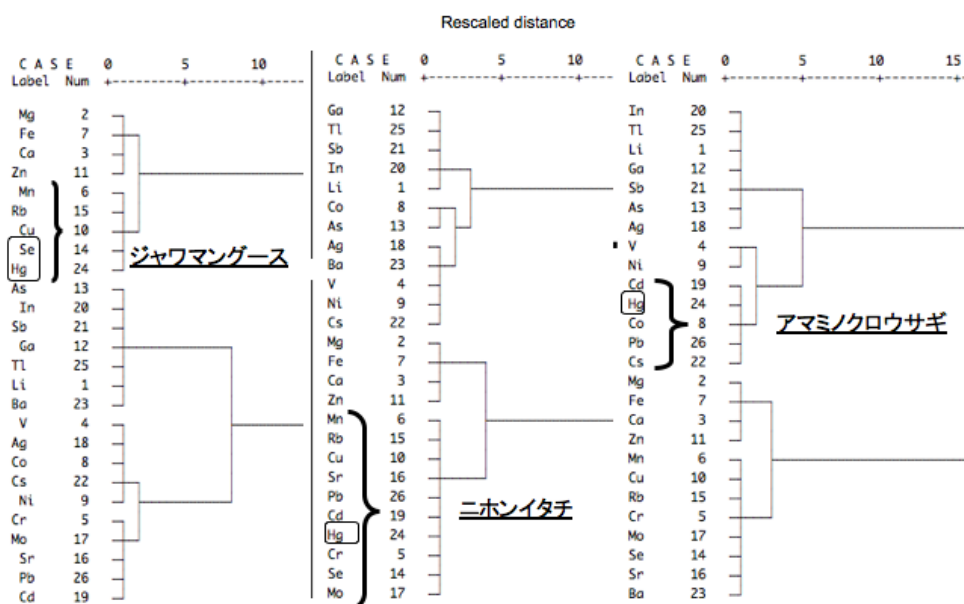 Rescaled distance
C A S E 0 5 10
Label Num
Mg 2
Fe 7
Ca 3
Zn 11
Mn 6
Rb 15
Cu 10
Se 14
Hg 24
As 13
In 20
Sb 21
Ga 12
Tl 25
Li 1
Ba 23
V 4
Ag 18
Co 8
Cs 22
Ni 9
Cr 5
Mo 17
Sr 16
Pb 26
Cd 19
ジャワマングース
C A S E 0 5 10
Label Num
Ga 12
Tl 25
Sb 21
In 20
Li 1
Co 8
As 13
Ag 18
Ba 23
V 4
Ni 9
Cs 22
Mg 2
Fe 7
Ca 3
Zn 11
Mn 6
Rb 15
Cu 10
Sr 16
Pb 26
Cd 19
Hg 24
Cr 5
Se 14
Mo 17
ニホンイタチ
C A S E 0 5 10 15
Label Num
In 20
Tl 25
Li 1
Ga 12
Sb 21
As 13
Ag 18
V 4
Ni 9
Cd 19
Hg 24
Co 8
Pb 26
Cs 22
Mg 2
Fe 7
Ca 3
Zn 11
Mn 6
Cu 10
Rb 15
Cr 5
Mo 17
Se 14
Sr 16
Ba 23
アマミノクロウサギ